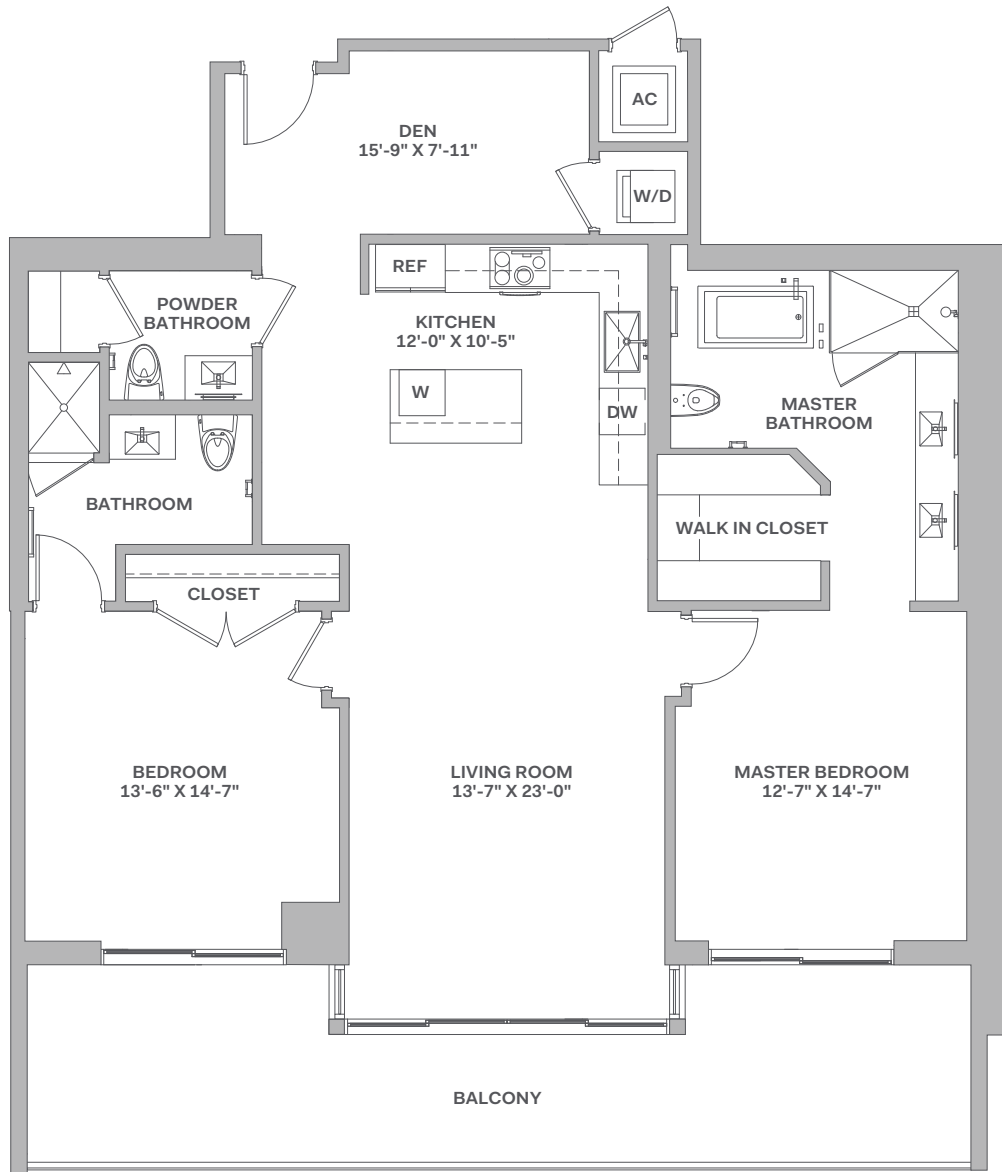 AC
DEN
15'-9" X 7'-11"
W/D
REF
POWDER
BATHROOM
KITCHEN
12'-0" X 10'-5"
W
DW
MASTER
BATHROOM
BATHROOM
WALK IN CLOSET
CLOSET
BEDROOM
13'-6" X 14'-7"
LIVING ROOM
13'-7" X 23'-0"
MASTER BEDROOM
12'-7" X 14'-7"
BALCONY